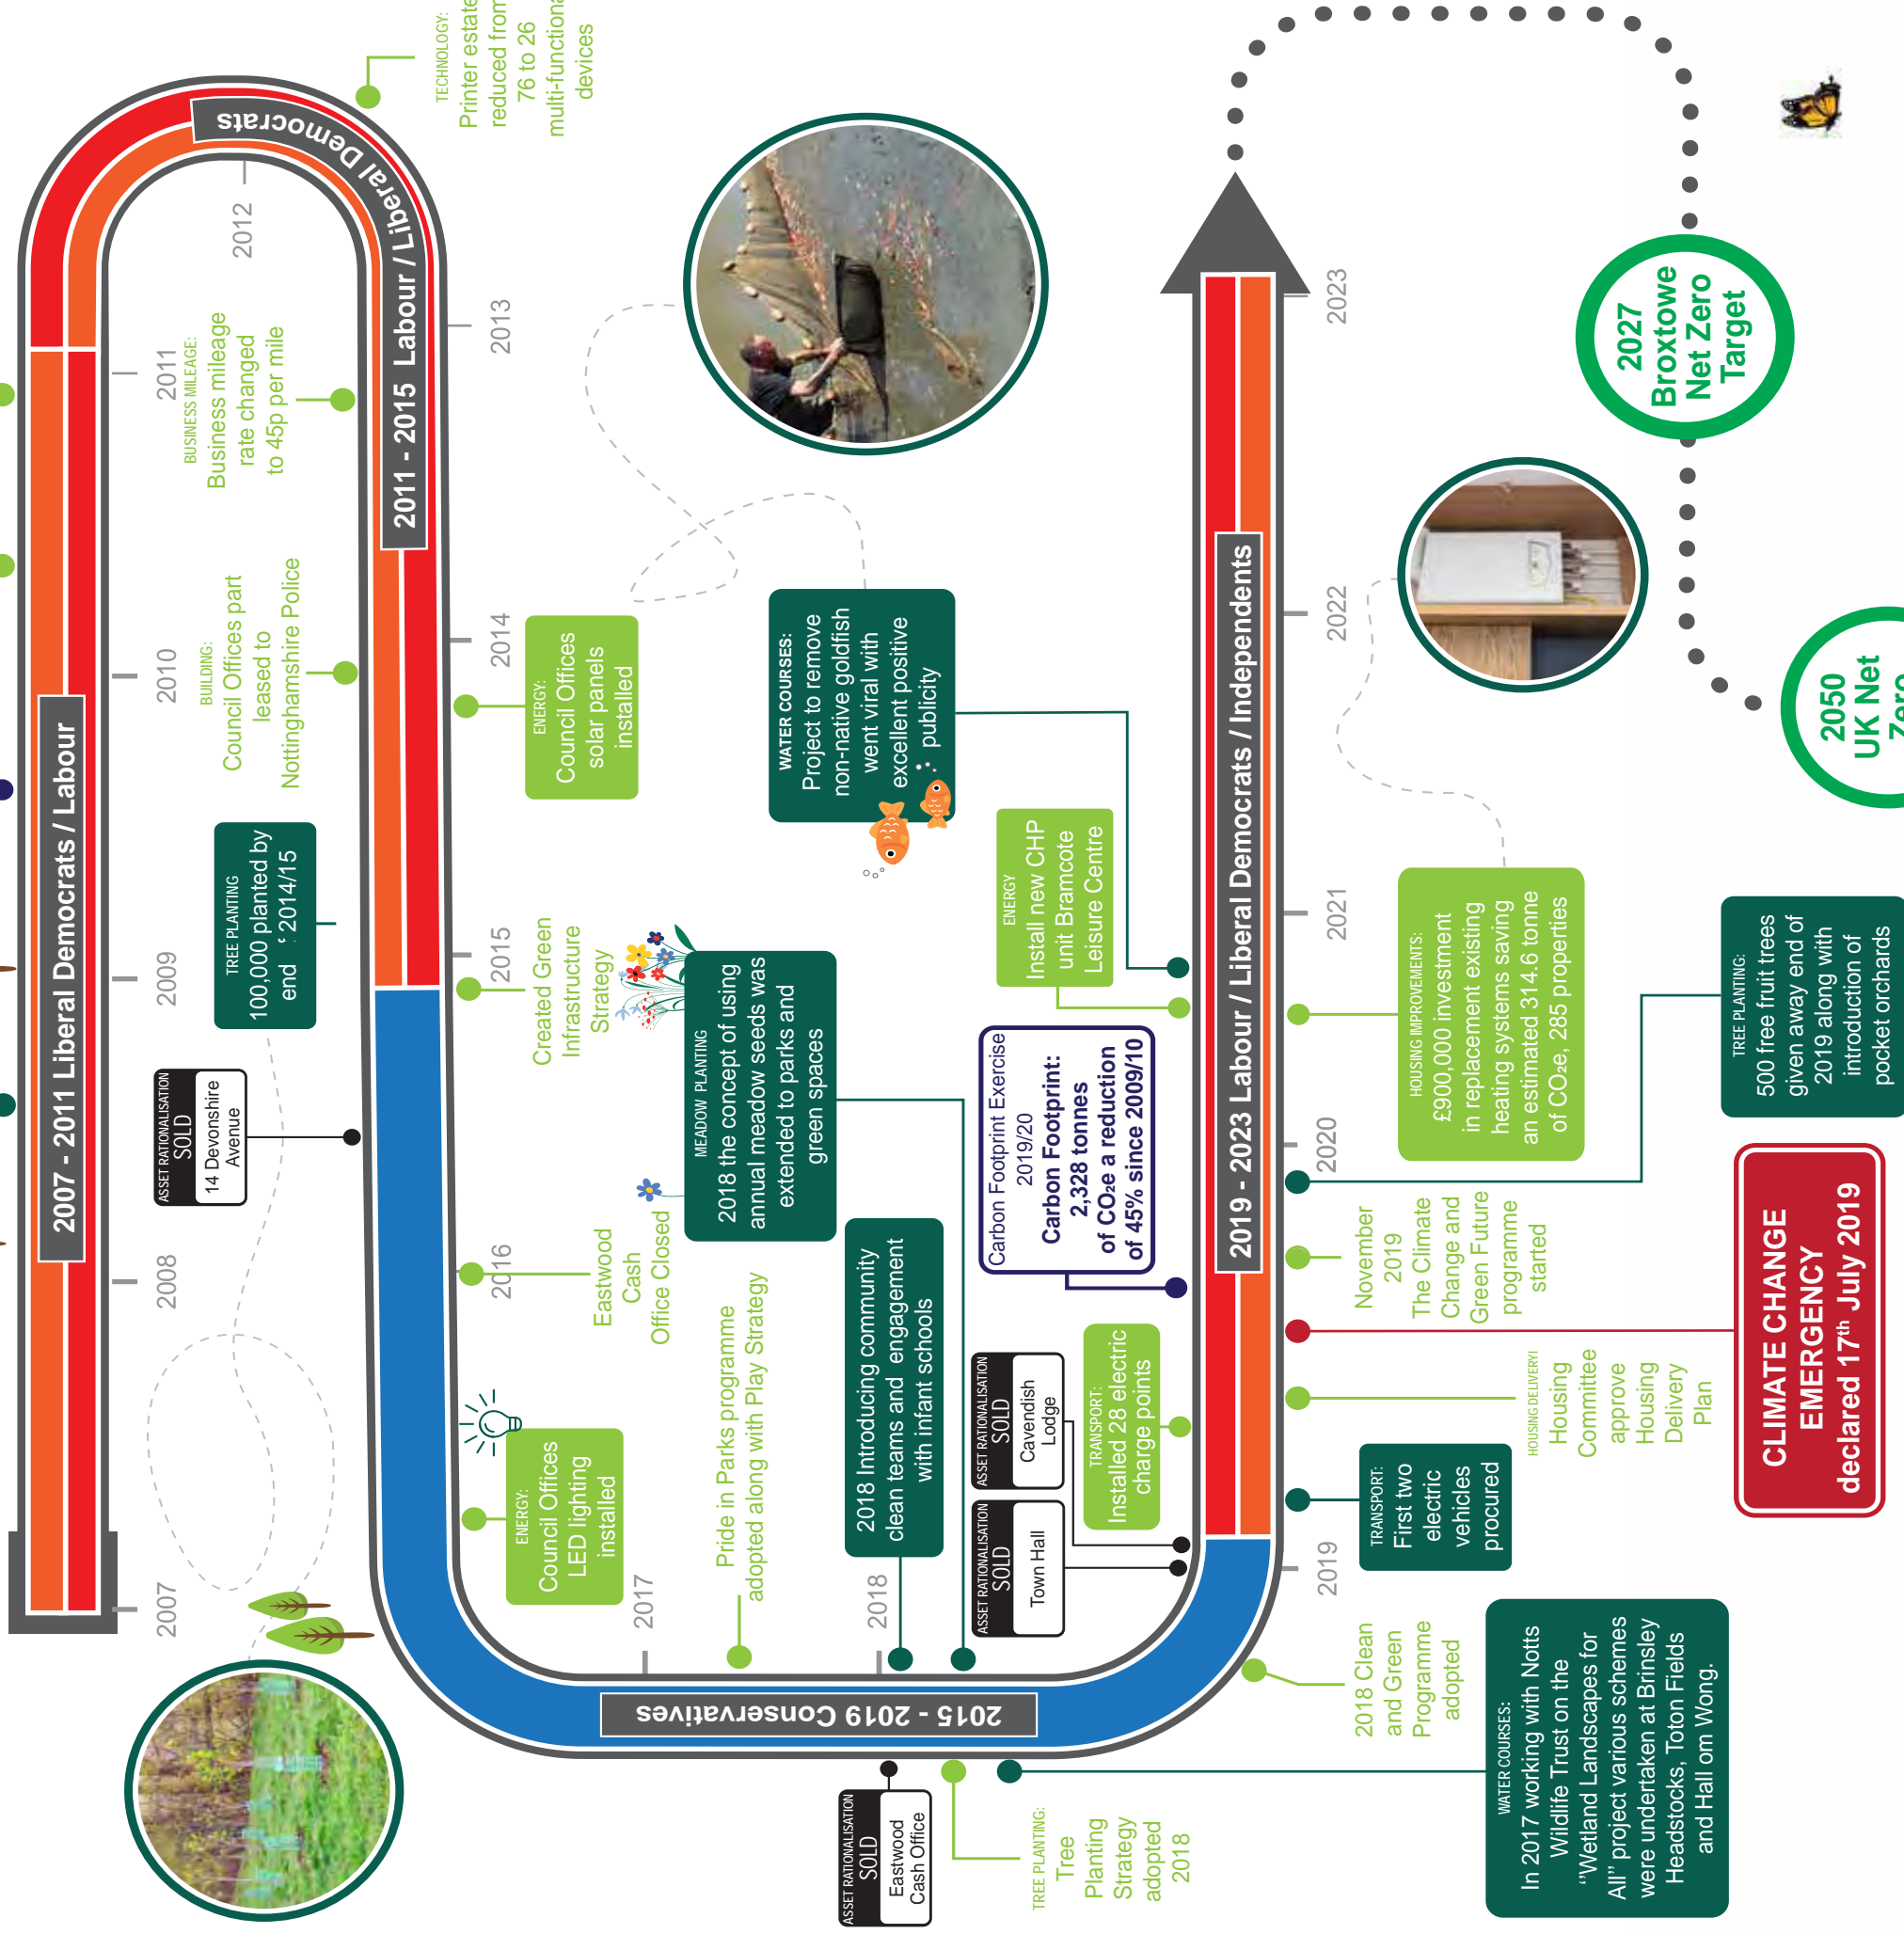 2007 - 2011 Liberal Democrats / Labour
2007
2008
2009
2010
2011
2012
BUSINESS MILEAGE:
Business mileage
rate changed
to 45p per mile
BUILDING:
Council Offices part
leased to
Nottinghamshire Police
TREE PLANTING
100,000 planted by
end 2014/15
ASSET RATIONALISATION
SOLD
14 Devonshire
Avenue
TECHNOLOGY:
Printer estate
reduced from
76 to 26
multi-functional
devices
2011 - 2015 Labour / Liberal Democrats
2013
2014
2015
2016
2017
2018
ENERGY:
Council Offices
solar panels
installed
Created Green
Infrastructure
Strategy
Eastwood
Cash
Office Closed
ENERGY:
Council Offices
LED lighting
installed
WATER COURSES:
Project to remove
non-native goldfish
went viral with
excellent positive
publicity
MEADOW PLANTING
2018 the concept of using
annual meadow seeds was
extended to parks and
green spaces
Pride in Parks programme
adopted along with Play Strategy
2018 Introducing community
clean teams and engagement
with infant schools
2015 - 2019 Conservatives
ASSET RATIONALISATION
SOLD
Eastwood
Cash Office
TREE PLANTING:
Tree
Planting
Strategy
adopted
2018
ENERGY
Install new CHP
unit Bramcote
Leisure Centre
Carbon Footprint Exercise
2019/20
Carbon Footprint:
2,328 tonnes
of CO₂e a reduction
of 45% since 2009/10
ASSET RATIONALISATION
SOLD
Cavendish
Lodge
ASSET RATIONALISATION
SOLD
Town Hall
TRANSPORT:
Installed 28 electric
charge points
2019 - 2023 Labour / Liberal Democrats / Independents
2019
2020
2021
2022
2023
2018 Clean
and Green
Programme
adopted
TRANSPORT:
First two
electric
vehicles
procured
HOUSING DELIVERY!
Housing
Committee
approve
Housing
Delivery
Plan
November
2019
The Climate
Change and
Green Future
programme
started
HOUSING IMPROVEMENTS:
£900,000 investment
in replacement existing
heating systems saving
an estimated 314.6 tonne
of CO₂e, 285 properties
WATER COURSES:
In 2017 working with Notts
Wildlife Trust on the
‘'Wetland Landscapes for
All’' project various schemes
were undertaken at Brinsley
Headstocks, Toton Fields
and Hall om Wong.
CLIMATE CHANGE
EMERGENCY
declared 17th July 2019
TREE PLANTING:
500 free fruit trees
given away end of
2019 along with
introduction of
pocket orchards
2027
Broxtowe
Net Zero
Target
2050
UK Net
Zero